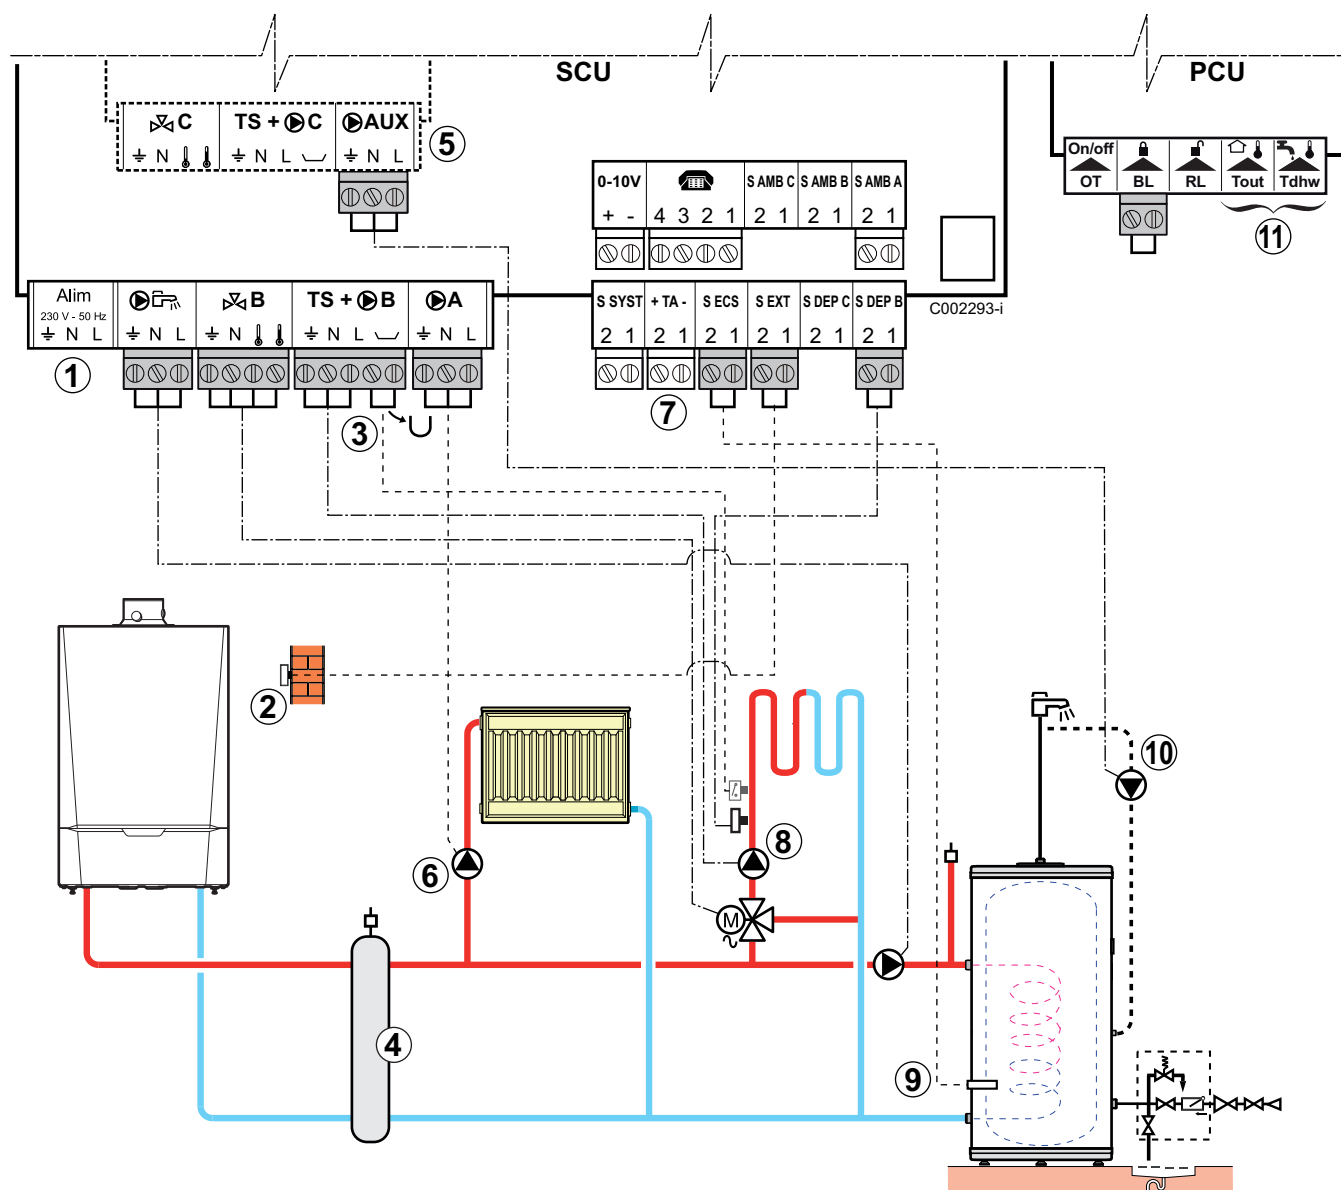 SCU
PCU
C
TS + C
AUX
N
N L
N L
5
0-10V
S AMB C
S AMB B
S AMB A
+ -
4 3 2 1
2 1
2 1
2 1
On/off
OT
BL
RL
Tout
Tdhw
11
C002293-i
Alim
230 V - 50 Hz
N L
B
TS + B
A
N L
N
N L
N L
S SYST
+ TA -
S ECS
S EXT
S DEP C
S DEP B
2 1
2 1
2 1
2 1
2 1
2 1
1
3
7
2
10
6
8
M
4
9